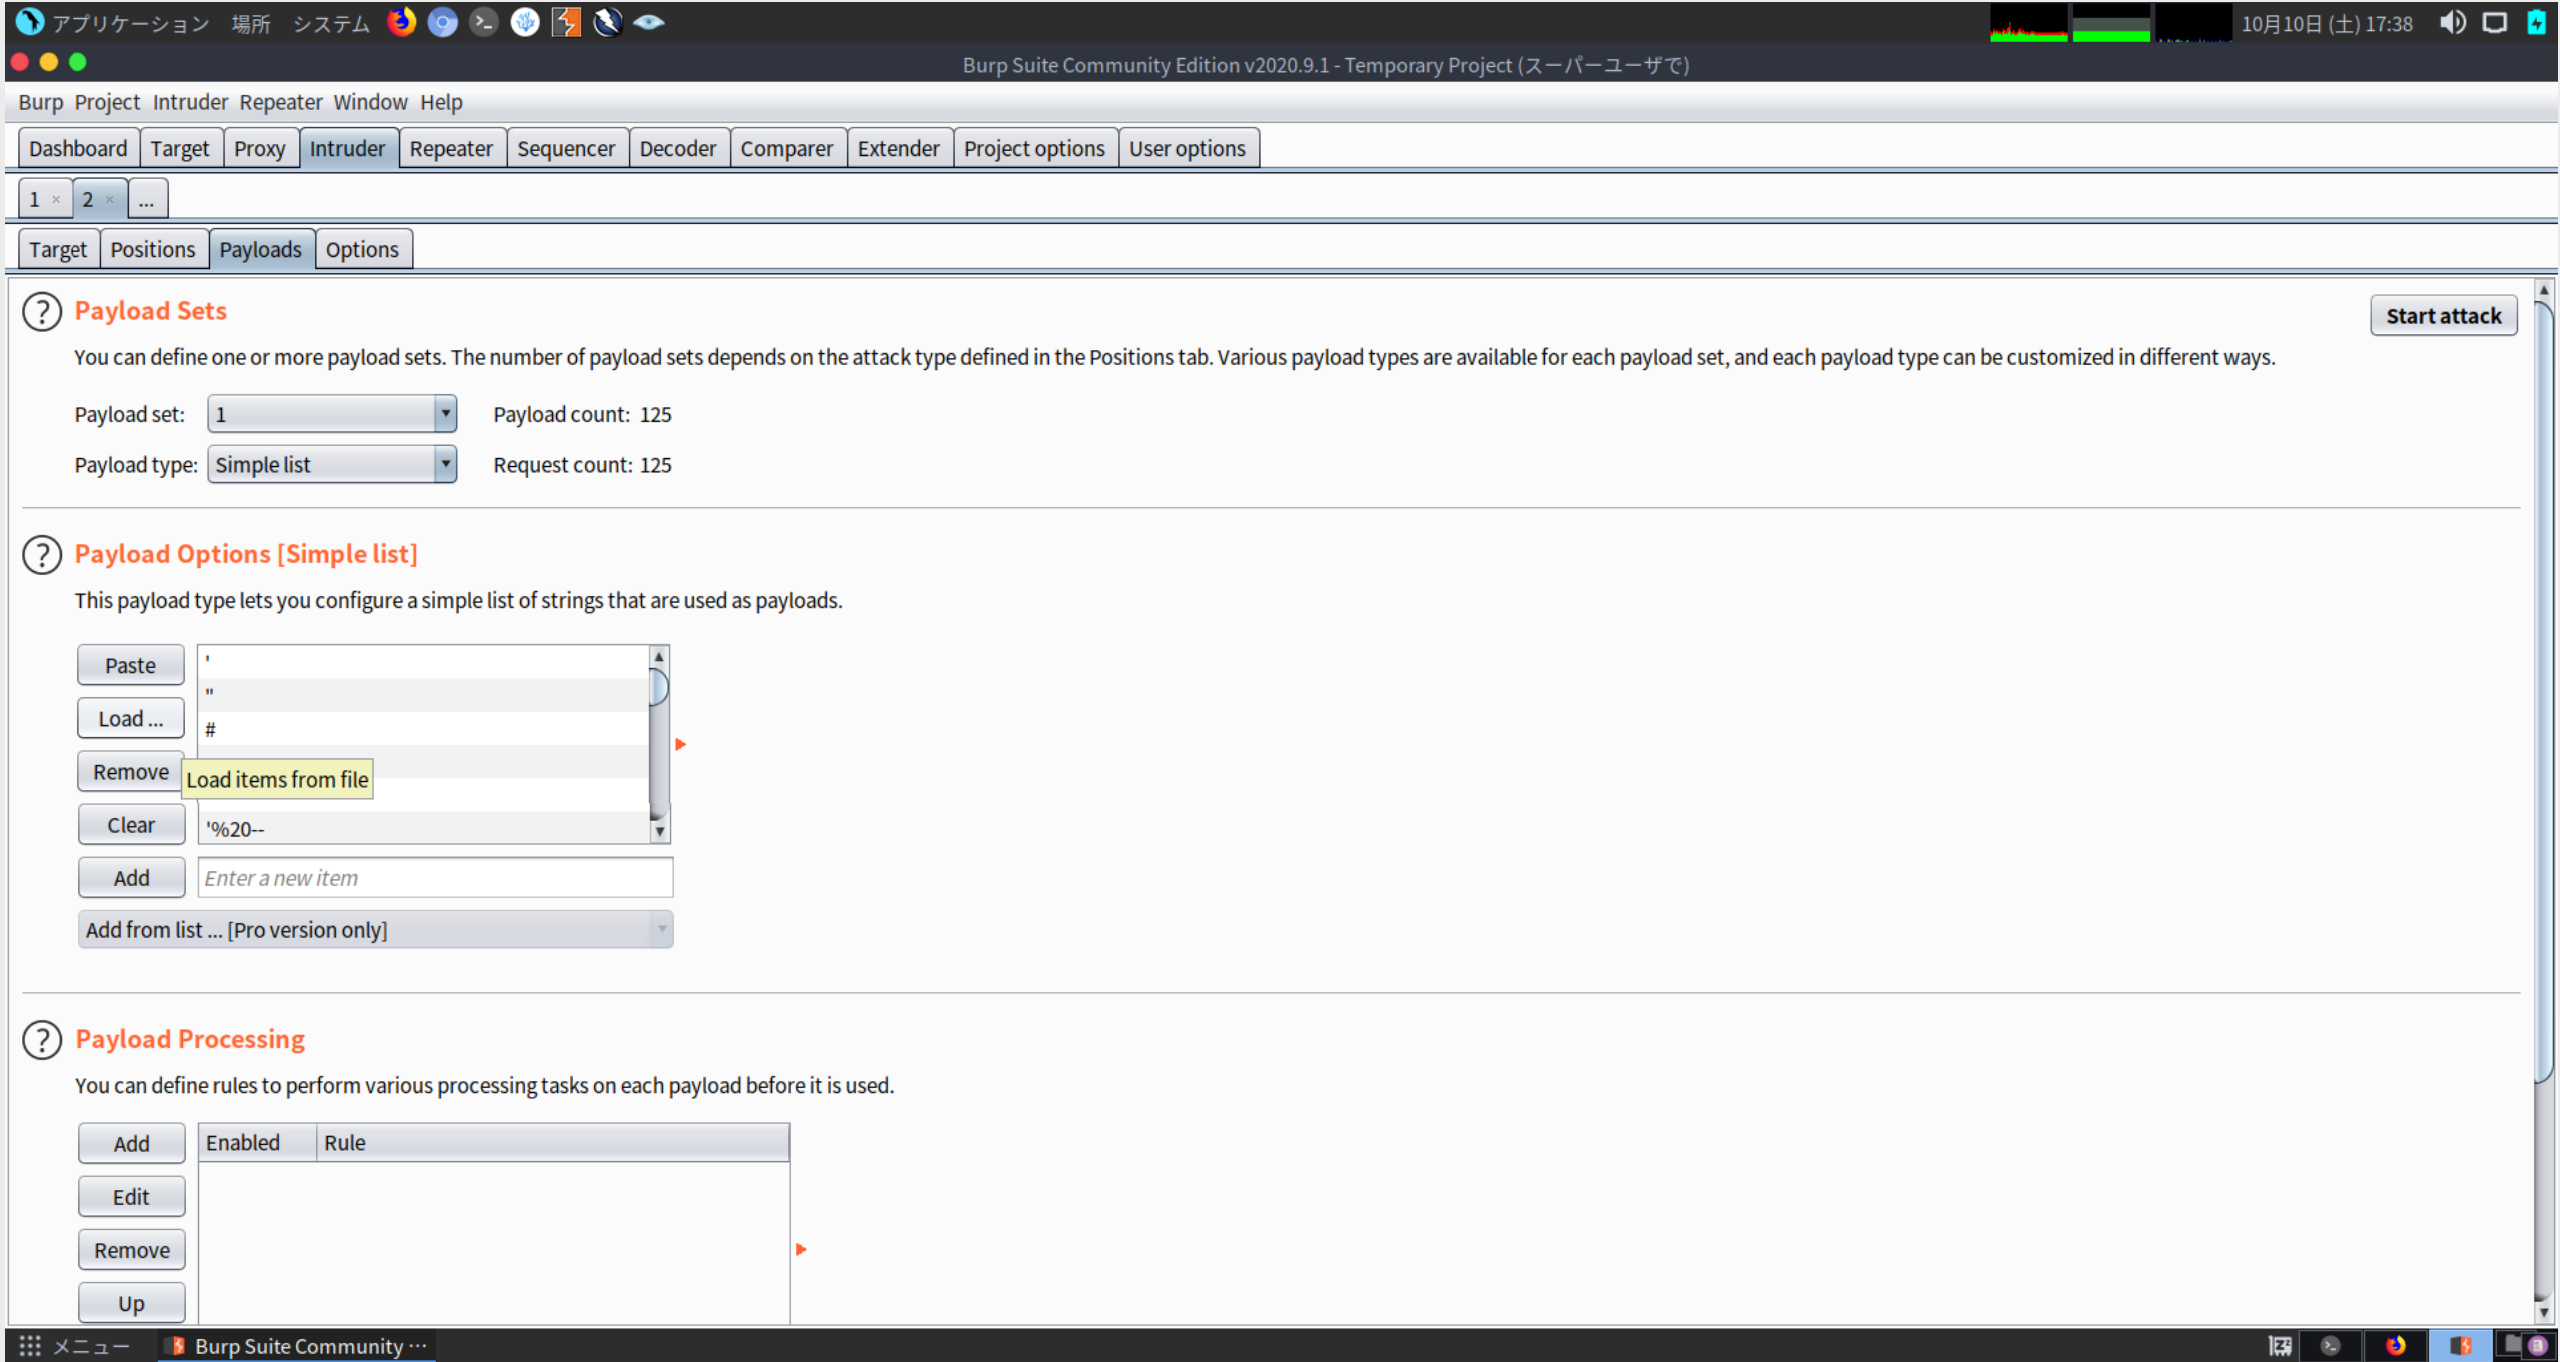 アプリケーション 場所 システム 10月10日 (土) 17:38
Burp Suite Community Edition v2020.9.1 - Temporary Project (スーパーユーザで)
Burp Project Intruder Repeater Window Help
Dashboard Target Proxy Intruder Repeater Sequencer Decoder Comparer Extender Project options User options
1 × 2 × ...
Target Positions Payloads Options
? Payload Sets Start attack
You can define one or more payload sets. The number of payload sets depends on the attack type defined in the Positions tab. Various payload types are available for each payload set, and each payload type can be customized in different ways.
Payload set: 1 Payload count: 125
Payload type: Simple list Request count: 125
? Payload Options [Simple list]
This payload type lets you configure a simple list of strings that are used as payloads.
Paste '
"
Load ... #
Remove Load items from file
Clear '%20--
Add Enter a new item
Add from list ... [Pro version only]
? Payload Processing
You can define rules to perform various processing tasks on each payload before it is used.
Add Enabled Rule
Edit
Remove
Up
メニュー Burp Suite Community ···